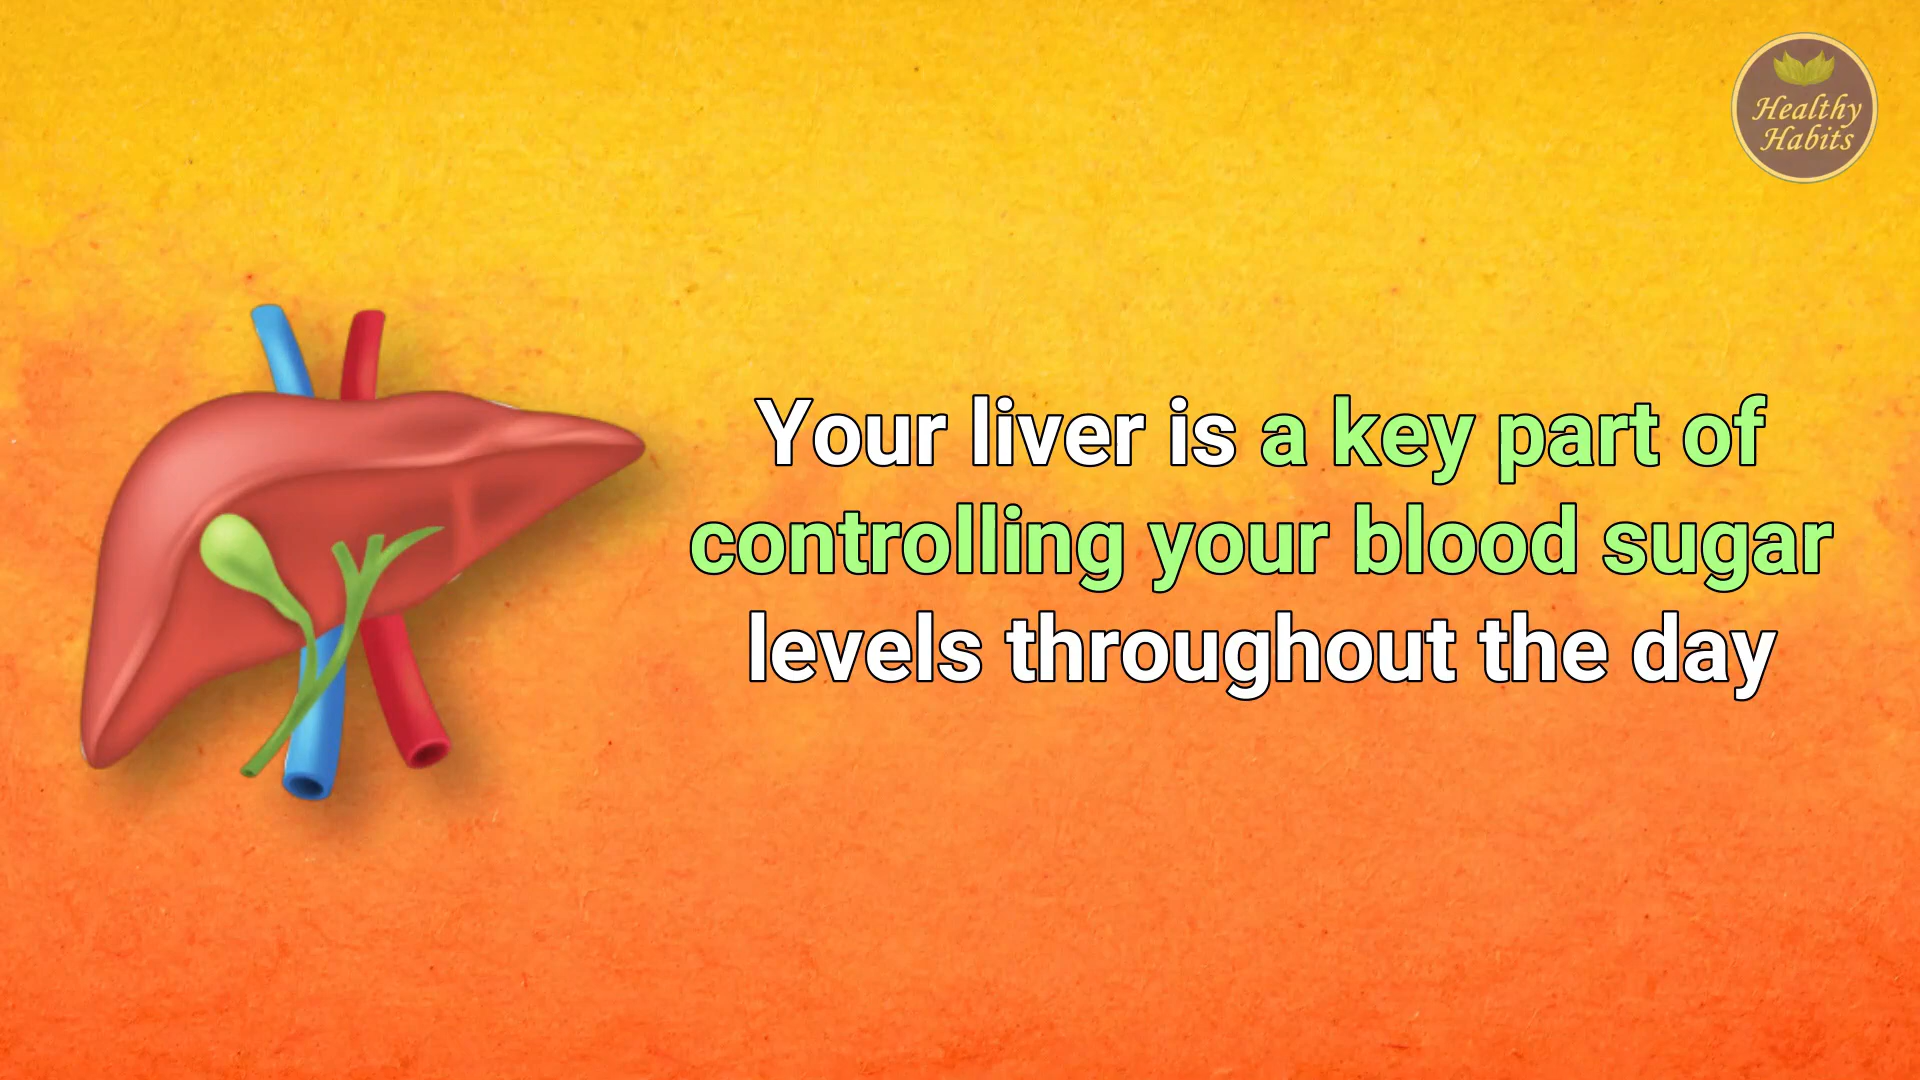 Healthy
Habits
Your liver is a key part of
controlling your blood sugar
levels throughout the day